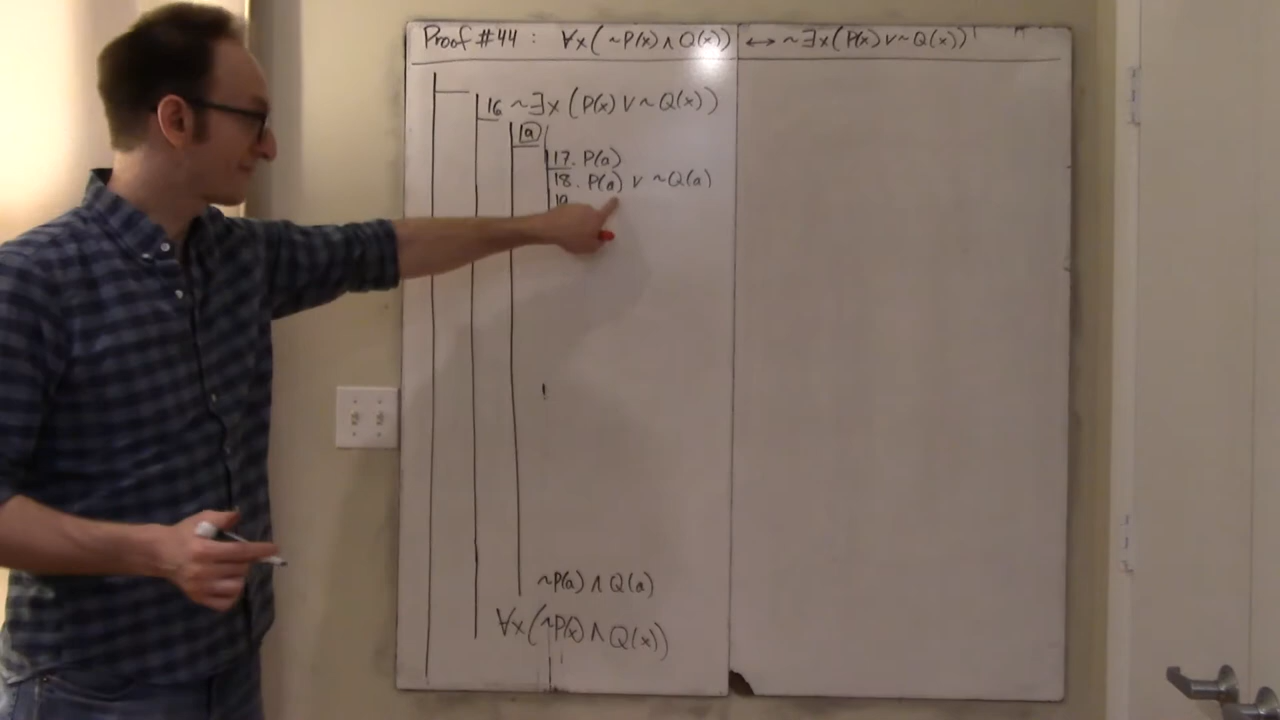 Proof #44 : ∀x(~P(x) ∧ Q(x)) ↔ ~∃x(P(x) ∨ ~Q(x))
16 ~∃x(P(x) ∨ ~Q(x))
a
17. P(a)
18. P(a) ∨ ~Q(a)
19
~P(a) ∧ Q(a)
∀x(~P(x) ∧ Q(x))